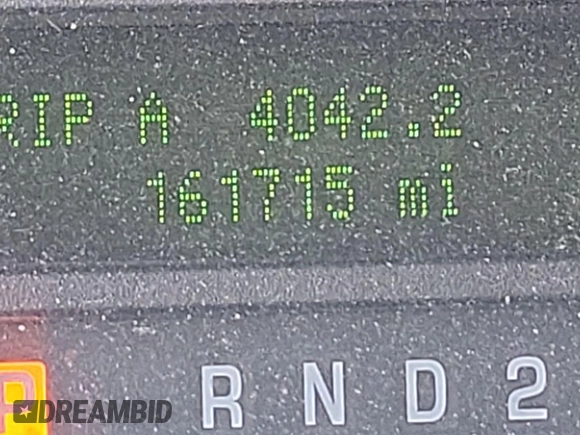 RIP A 4042.2
161715 mi
P R N D 2
DREAMBID